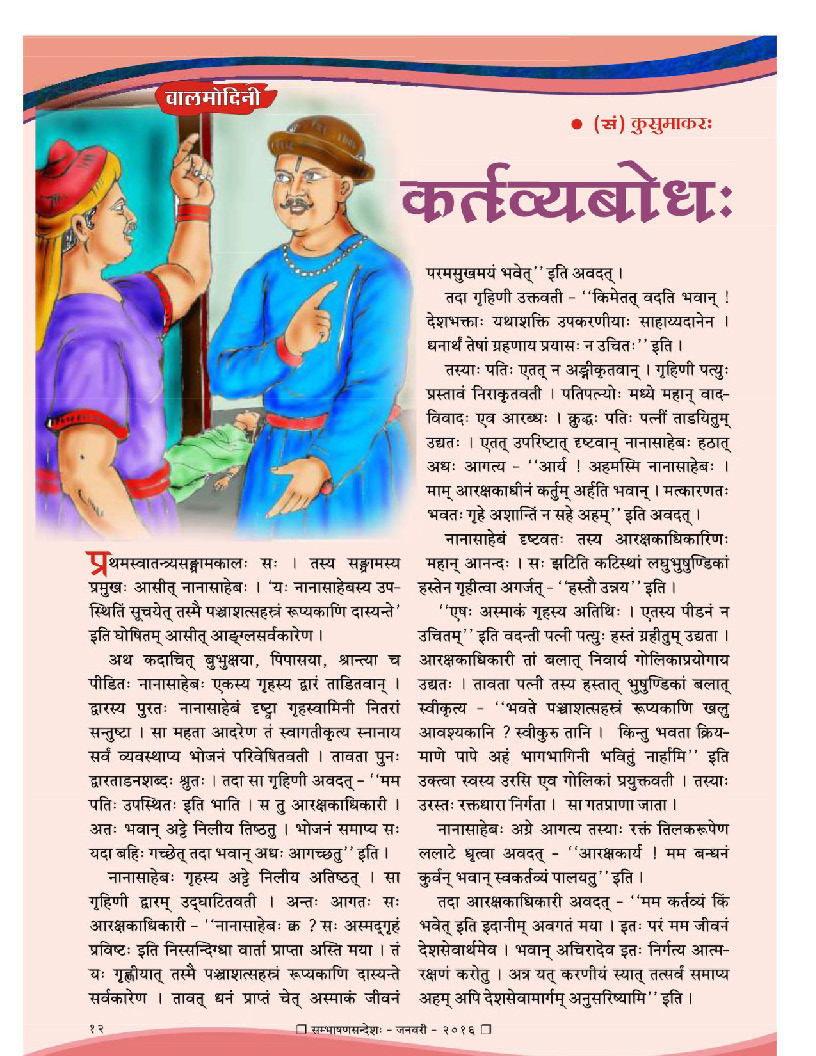 बालमोदिनी
• (सं) कुसुमाकरः
कर्तव्यबोधः
प्रथमस्वातन्त्र्यसङ्ग्रामकालः सः । तस्य सङ्ग्रामस्य
प्रमुखः आसीत् नानासाहेबः । ‘यः नानासाहेबस्य उप-
स्थितिं सूचयेत् तस्मै पञ्चाशत्सहस्रं रूप्यकाणि दास्यन्ते’
इति घोषितम् आसीत् आङ्ग्लसर्वकारेण ।
अथ कदाचित् बुभुक्षया, पिपासया, श्रान्त्या च
पीडितः नानासाहेबः एकस्य गृहस्य द्वारं ताडितवान् ।
द्वारस्य पुरतः नानासाहेबं दृष्ट्वा गृहस्वामिनी नितरां
सन्तुष्टा । सा महता आदरेण तं स्वागतीकृत्य स्नानाय
सर्वं व्यवस्थाप्य भोजनं परिवेषितवती । तावता पुनः
द्वारताडनशब्दः श्रुतः । तदा सा गृहिणी अवदत् - ‘‘मम
पतिः उपस्थितः इति भाति । स तु आरक्षकाधिकारी ।
अतः भवान् अट्टे निलीय तिष्ठतु । भोजनं समाप्य सः
यदा बहिः गच्छेत् तदा भवान् अधः आगच्छतु’’ इति ।
नानासाहेबः गृहस्य अट्टे निलीय अतिष्ठत् । सा
गृहिणी द्वारम् उद्घाटितवती । अन्तः आगतः सः
आरक्षकाधिकारी - ‘‘नानासाहेबः क्व ? सः अस्मद्गृहं
प्रविष्टः इति निस्सन्दिग्धा वार्ता प्राप्ता अस्ति मया । तं
यः गृह्णीयात् तस्मै पञ्चाशत्सहस्रं रूप्यकाणि दास्यन्ते
सर्वकारेण । तावत् धनं प्राप्तं चेत् अस्माकं जीवनं
परमसुखमयं भवेत्’’ इति अवदत् ।
तदा गृहिणी उक्तवती - ‘‘किमेतत् वदति भवान् !
देशभक्ताः यथाशक्ति उपकरणीयाः साहाय्यदानेन ।
धनार्थं तेषां ग्रहणाय प्रयासः न उचितः’’ इति ।
तस्याः पतिः एतत् न अङ्गीकृतवान् । गृहिणी पत्युः
प्रस्तावं निराकृतवती । पतिपत्न्योः मध्ये महान् वाद-
विवादः एव आरब्धः । क्रुद्धः पतिः पत्नीं ताडयितुम्
उद्यतः । एतत् उपरिष्टात् दृष्टवान् नानासाहेबः हठात्
अधः आगत्य - ‘‘आर्य ! अहमस्मि नानासाहेबः ।
माम् आरक्षकाधीनं कर्तुम् अर्हति भवान् । मत्कारणतः
भवतः गृहे अशान्तिं न सहे अहम्’’ इति अवदत् ।
नानासाहेबं दृष्टवतः तस्य आरक्षकाधिकारिणः
महान् आनन्दः । सः झटिति कटिस्थां लघुभुषुण्डिकां
हस्तेन गृहीत्वा अगर्जत् - ‘‘हस्तौ उन्नय’’ इति ।
‘‘एषः अस्माकं गृहस्य अतिथिः । एतस्य पीडनं न
उचितम्’’ इति वदन्ती पत्नी पत्युः हस्तं ग्रहीतुम् उद्यता ।
आरक्षकाधिकारी तां बलात् निवार्य गोलिकाप्रयोगाय
उद्यतः । तावता पत्नी तस्य हस्तात् भुषुण्डिकां बलात्
स्वीकृत्य - ‘‘भवते पञ्चाशत्सहस्रं रूप्यकाणि खलु
आवश्यकानि ? स्वीकुरु तानि । किन्तु भवता क्रिय-
माणे पापे अहं भागभागिनी भवितुं नार्हामि’’ इति
उक्त्वा स्वस्य उरसि एव गोलिकां प्रयुक्तवती । तस्याः
उरस्तः रक्तधारा निर्गता । सा गतप्राणा जाता ।
नानासाहेबः अग्रे आगत्य तस्याः रक्तं तिलकरूपेण
ललाटे धृत्वा अवदत् - ‘‘आरक्षकार्य ! मम बन्धनं
कुर्वन् भवान् स्वकर्तव्यं पालयतु’’ इति ।
तदा आरक्षकाधिकारी अवदत् - ‘‘मम कर्तव्यं किं
भवेत् इति इदानीम् अवगतं मया । इतः परं मम जीवनं
देशसेवार्थमेव । भवान् अचिरादेव इतः निर्गत्य आत्म-
रक्षणं करोतु । अत्र यत् करणीयं स्यात् तत्सर्वं समाप्य
अहम् अपि देशसेवामार्गम् अनुसरिष्यामि’’ इति ।
१२
❒ सम्भाषणसन्देशः - जनवरी - २०१६ ❒